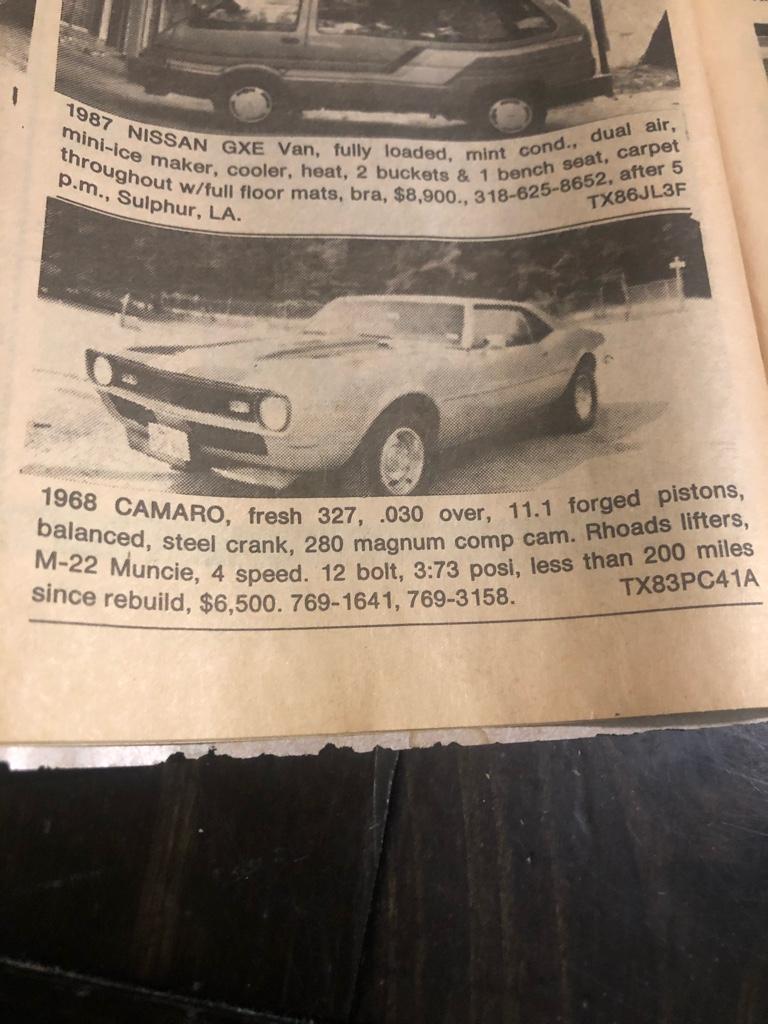 1987 NISSAN GXE Van, fully loaded, mint cond., dual air,
mini-ice maker, cooler, heat, 2 buckets & 1 bench seat, carpet
throughout w/full floor mats, bra, $8,900., 318-625-8652, after 5
p.m., Sulphur, LA. TX86JL3F
1968 CAMARO, fresh 327, .030 over, 11.1 forged pistons,
balanced, steel crank, 280 magnum comp cam. Rhoads lifters,
M-22 Muncie, 4 speed. 12 bolt, 3:73 posi, less than 200 miles
since rebuild, $6,500. 769-1641, 769-3158. TX83PC41A